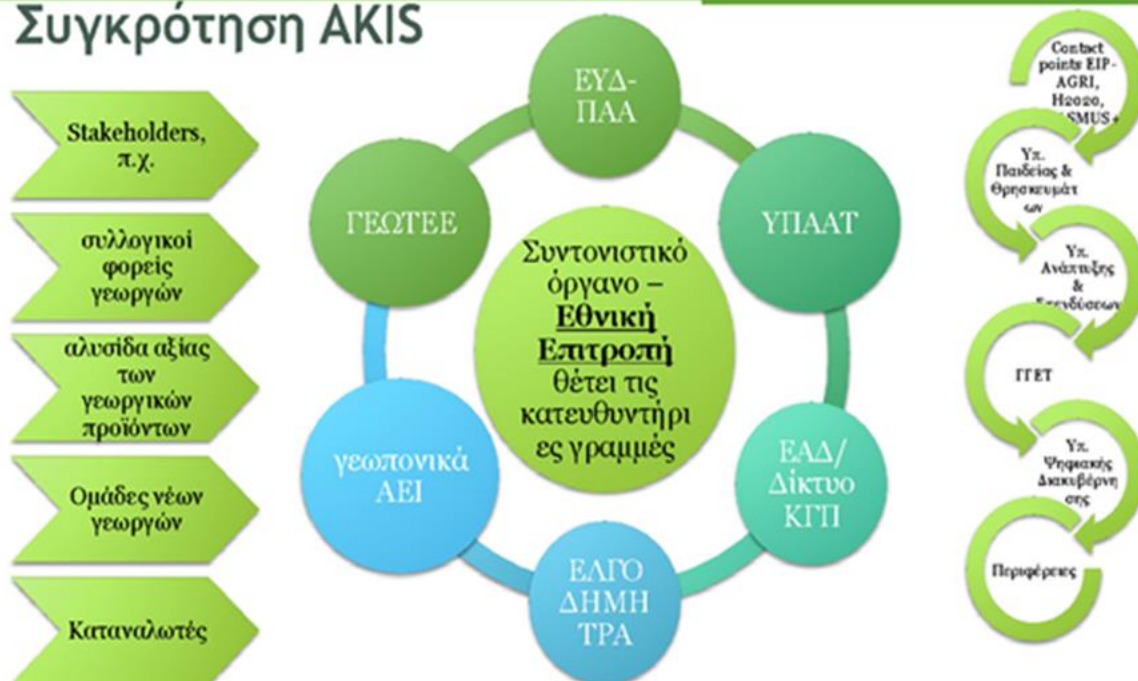 Συγκρότηση AKIS
Stakeholders,
π.χ.
συλλογικοί
φορείς
γεωργών
αλυσίδα αξίας
των
γεωργικών
προϊόντων
Ομάδες νέων
γεωργών
Καταναλωτές
ΕΥΔ-
ΠΑΑ
ΥΠΑΑΤ
ΕΑΔ/
Δίκτυο
ΚΓΠ
ΕΛΓΟ
ΔΗΜΗ
ΤΡΑ
γεωπονικά
ΑΕΙ
ΓΕΩΤΕΕ
Συντονιστικό
όργανο –
Εθνική
Επιτροπή
θέτει τις
κατευθυντήρι
ες γραμμές
Contact
points EIP-
AGRI,
H2020,
Υπ.
Παιδείας &
Θρησκευμάτ
ων
Υπ.
Ανάπτυξης
&
ΓΓΕΤ
Υπ.
Ψηφιακής
Διακυβέρνη
σης
Περιφέρειες